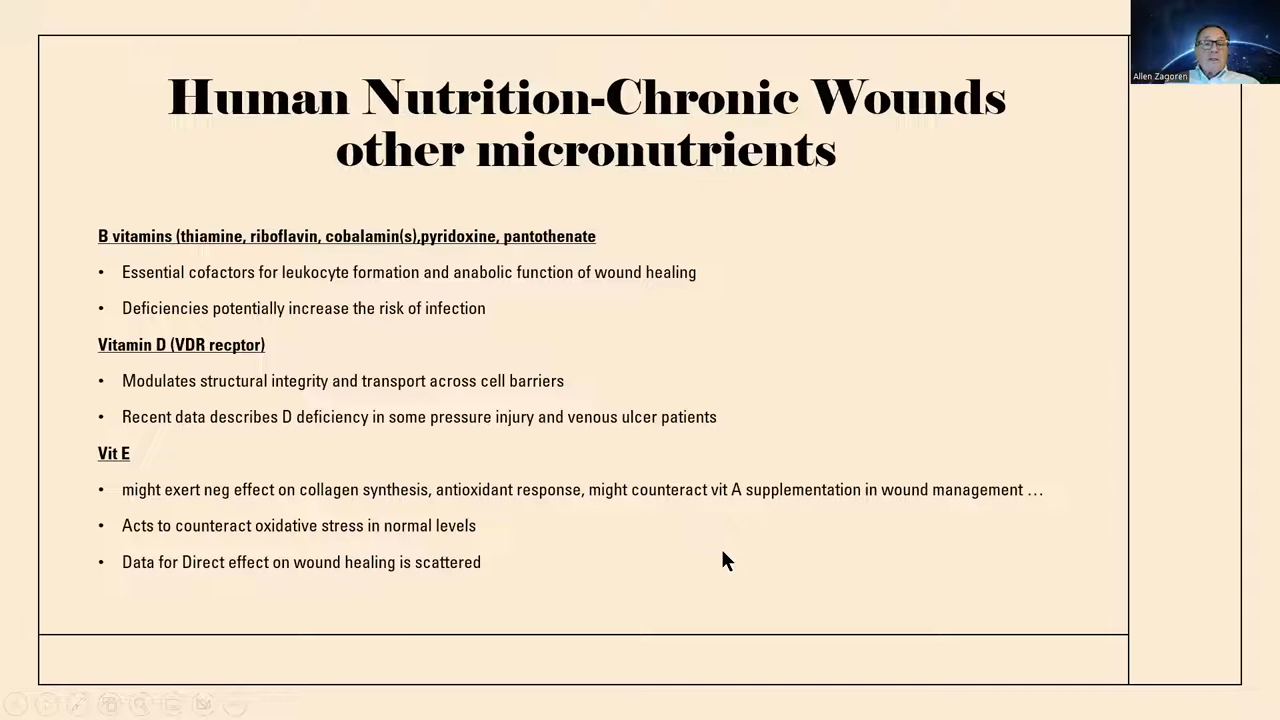 Human Nutrition-Chronic Wounds
other micronutrients
Allen Zagoren
B vitamins (thiamine, riboflavin, cobalamin(s),pyridoxine, pantothenate
• Essential cofactors for leukocyte formation and anabolic function of wound healing
• Deficiencies potentially increase the risk of infection
Vitamin D (VDR recptor)
• Modulates structural integrity and transport across cell barriers
• Recent data describes D deficiency in some pressure injury and venous ulcer patients
Vit E
• might exert neg effect on collagen synthesis, antioxidant response, might counteract vit A supplementation in wound management …
• Acts to counteract oxidative stress in normal levels
• Data for Direct effect on wound healing is scattered